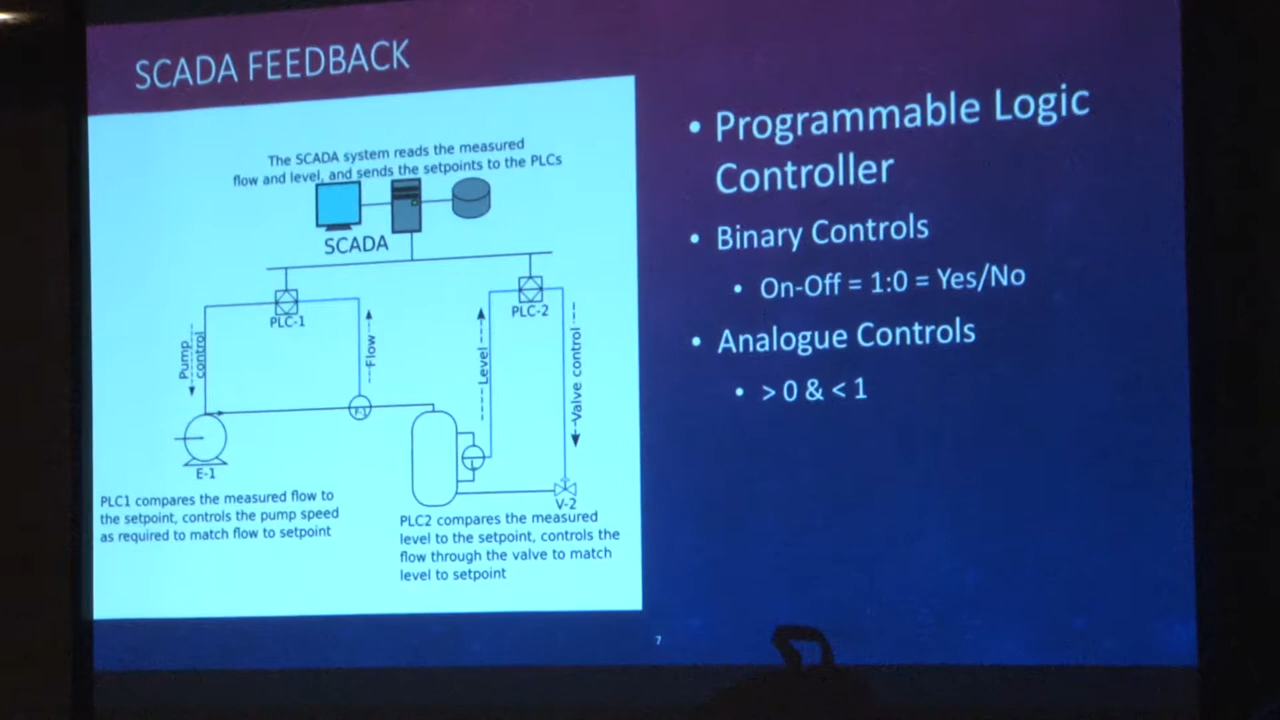 SCADA FEEDBACK
The SCADA system reads the measured
flow and level, and sends the setpoints to the PLCs
SCADA
PLC-1
PLC-2
Pump
control
Flow
Level
Valve control
E-1
V-2
PLC1 compares the measured flow to
the setpoint, controls the pump speed
as required to match flow to setpoint
PLC2 compares the measured
level to the setpoint, controls the
flow through the valve to match
level to setpoint
• Programmable Logic
Controller
• Binary Controls
• On-Off = 1:0 = Yes/No
• Analogue Controls
• > 0 & < 1
7